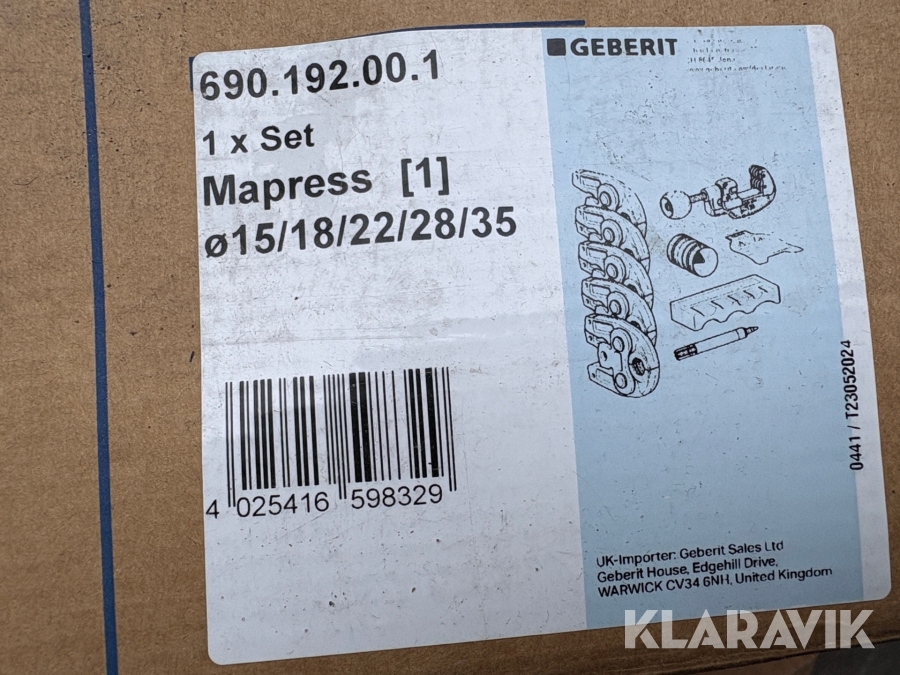 690.192.00.1
1 x Set
Mapress [1]
ø15/18/22/28/35
4 025416 598329
GEBERIT
0441 / T23052024
UK-Importer: Geberit Sales Ltd
Geberit House, Edgehill Drive,
WARWICK CV34 6NH, United Kingdom
KLARAVIK